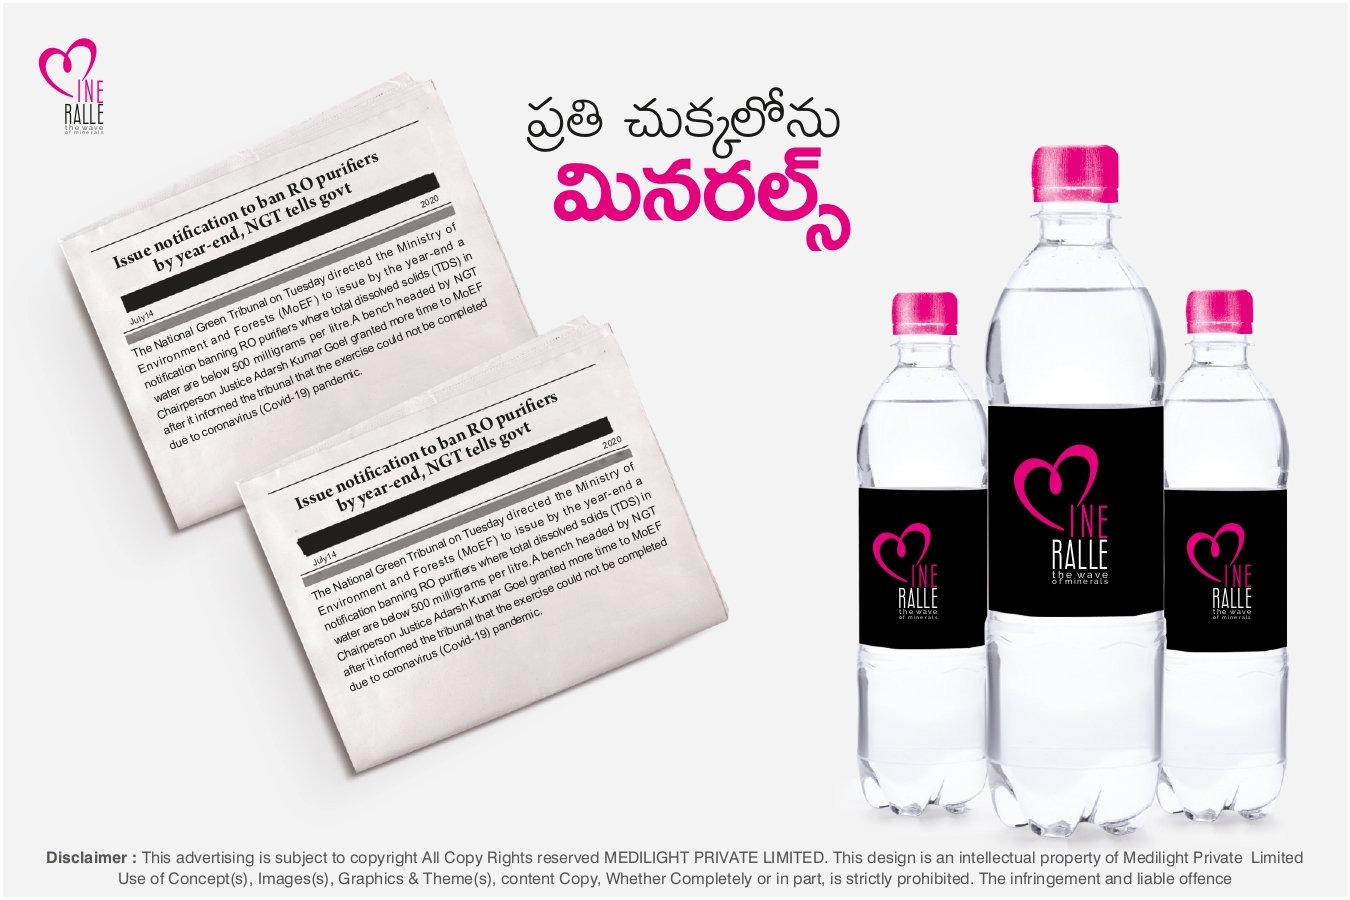 INE
RALLE
the wave
of minerals
ప్రతి చుక్కలోను
మినరల్స్
Issue notification to ban RO purifiers
by year-end, NGT tells govt
July14 2020
The National Green Tribunal on Tuesday directed the Ministry of
Environment and Forests (MoEF) to issue by the year-end a
notification banning RO purifiers where total dissolved solids (TDS) in
water are below 500 milligrams per litre.A bench headed by NGT
Chairperson Justice Adarsh Kumar Goel granted more time to MoEF
after it informed the tribunal that the exercise could not be completed
due to coronavirus (Covid-19) pandemic.
Issue notification to ban RO purifiers
by year-end, NGT tells govt
July14 2020
The National Green Tribunal on Tuesday directed the Ministry of
Environment and Forests (MoEF) to issue by the year-end a
notification banning RO purifiers where total dissolved solids (TDS) in
water are below 500 milligrams per litre.A bench headed by NGT
Chairperson Justice Adarsh Kumar Goel granted more time to MoEF
after it informed the tribunal that the exercise could not be completed
due to coronavirus (Covid-19) pandemic.
INE
RALLE
the wave
of minerals
INE
RALLE
the wave
of minerals
INE
RALLE
the wave
of minerals
Disclaimer : This advertising is subject to copyright All Copy Rights reserved MEDILIGHT PRIVATE LIMITED. This design is an intellectual property of Medilight Private Limited
Use of Concept(s), Images(s), Graphics & Theme(s), content Copy, Whether Completely or in part, is strictly prohibited. The infringement and liable offence